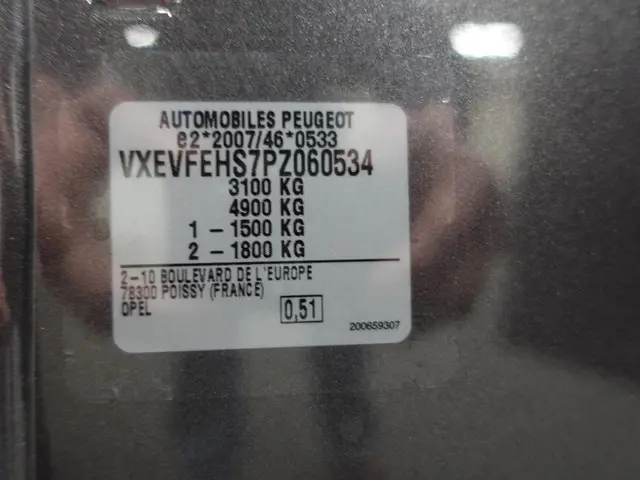 AUTOMOBILES PEUGEOT
e2*2007/46*0533
VXEVFEHS7PZ060534
3100 KG
4900 KG
1 - 1500 KG
2 - 1800 KG
2-10 BOULEVARD DE L'EUROPE
78300 POISSY (FRANCE)
OPEL
0,51
200659307